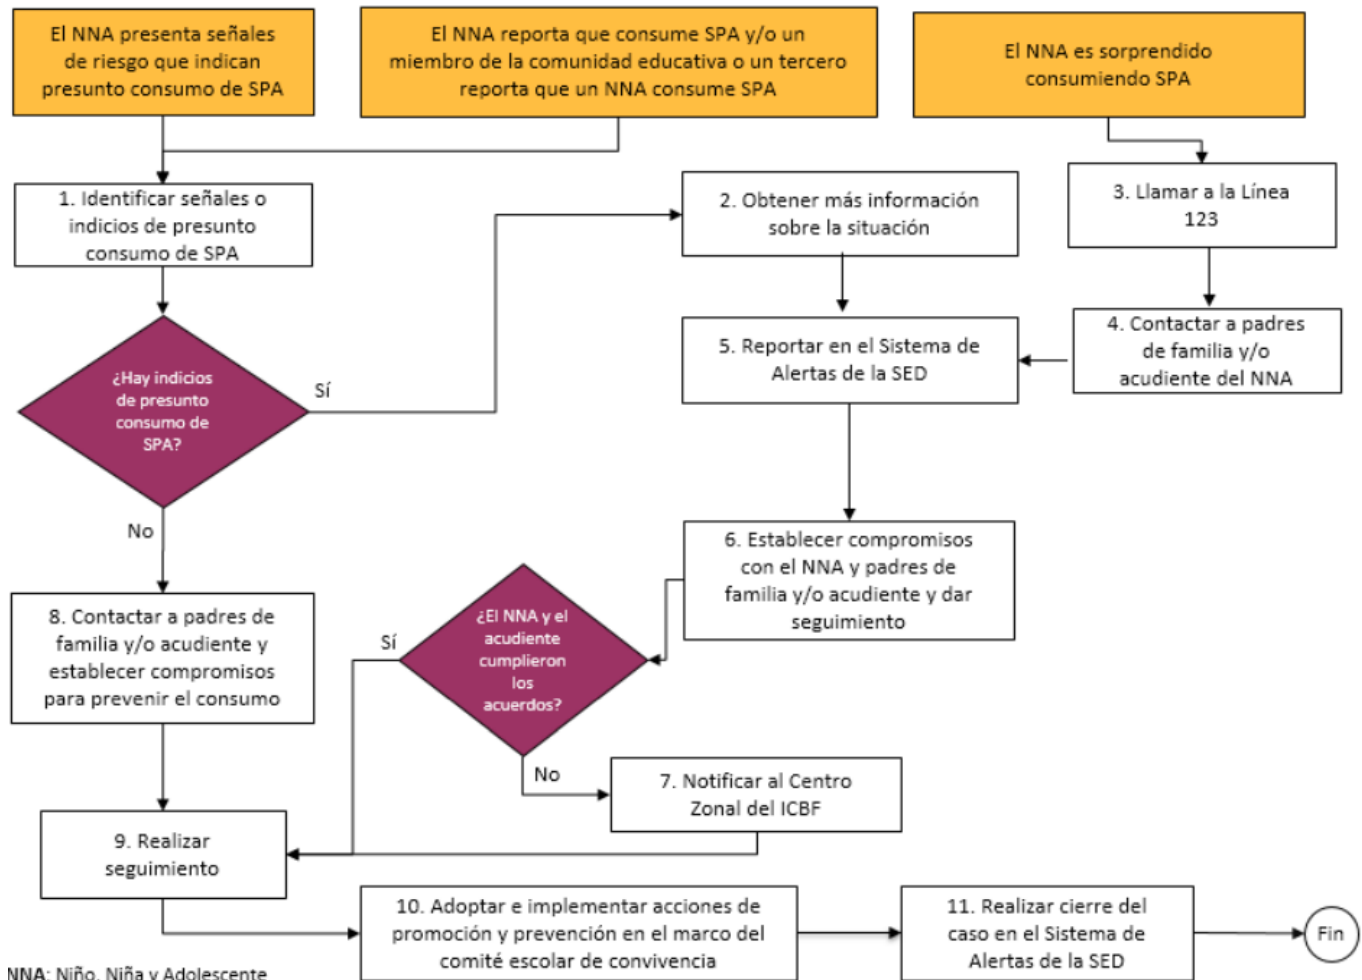 El NNA presenta señales
de riesgo que indican
presunto consumo de SPA
El NNA reporta que consume SPA y/o un
miembro de la comunidad educativa o un tercero
reporta que un NNA consume SPA
El NNA es sorprendido
consumiendo SPA
1. Identificar señales o
indicios de presunto
consumo de SPA
2. Obtener más información
sobre la situación
3. Llamar a la Línea
123
4. Contactar a padres
de familia y/o
acudiente del NNA
5. Reportar en el Sistema de
Alertas de la SED
¿Hay indicios
de presunto
consumo de
SPA?
Sí
No
6. Establecer compromisos
con el NNA y padres de
familia y/o acudiente y dar
seguimiento
¿El NNA y el
acudiente
cumplieron
los
acuerdos?
Sí
No
8. Contactar a padres de
familia y/o acudiente y
establecer compromisos
para prevenir el consumo
7. Notificar al Centro
Zonal del ICBF
9. Realizar
seguimiento
10. Adoptar e implementar acciones de
promoción y prevención en el marco del
comité escolar de convivencia
11. Realizar cierre del
caso en el Sistema de
Alertas de la SED
Fin
NNA: Niño, Niña y Adolescente